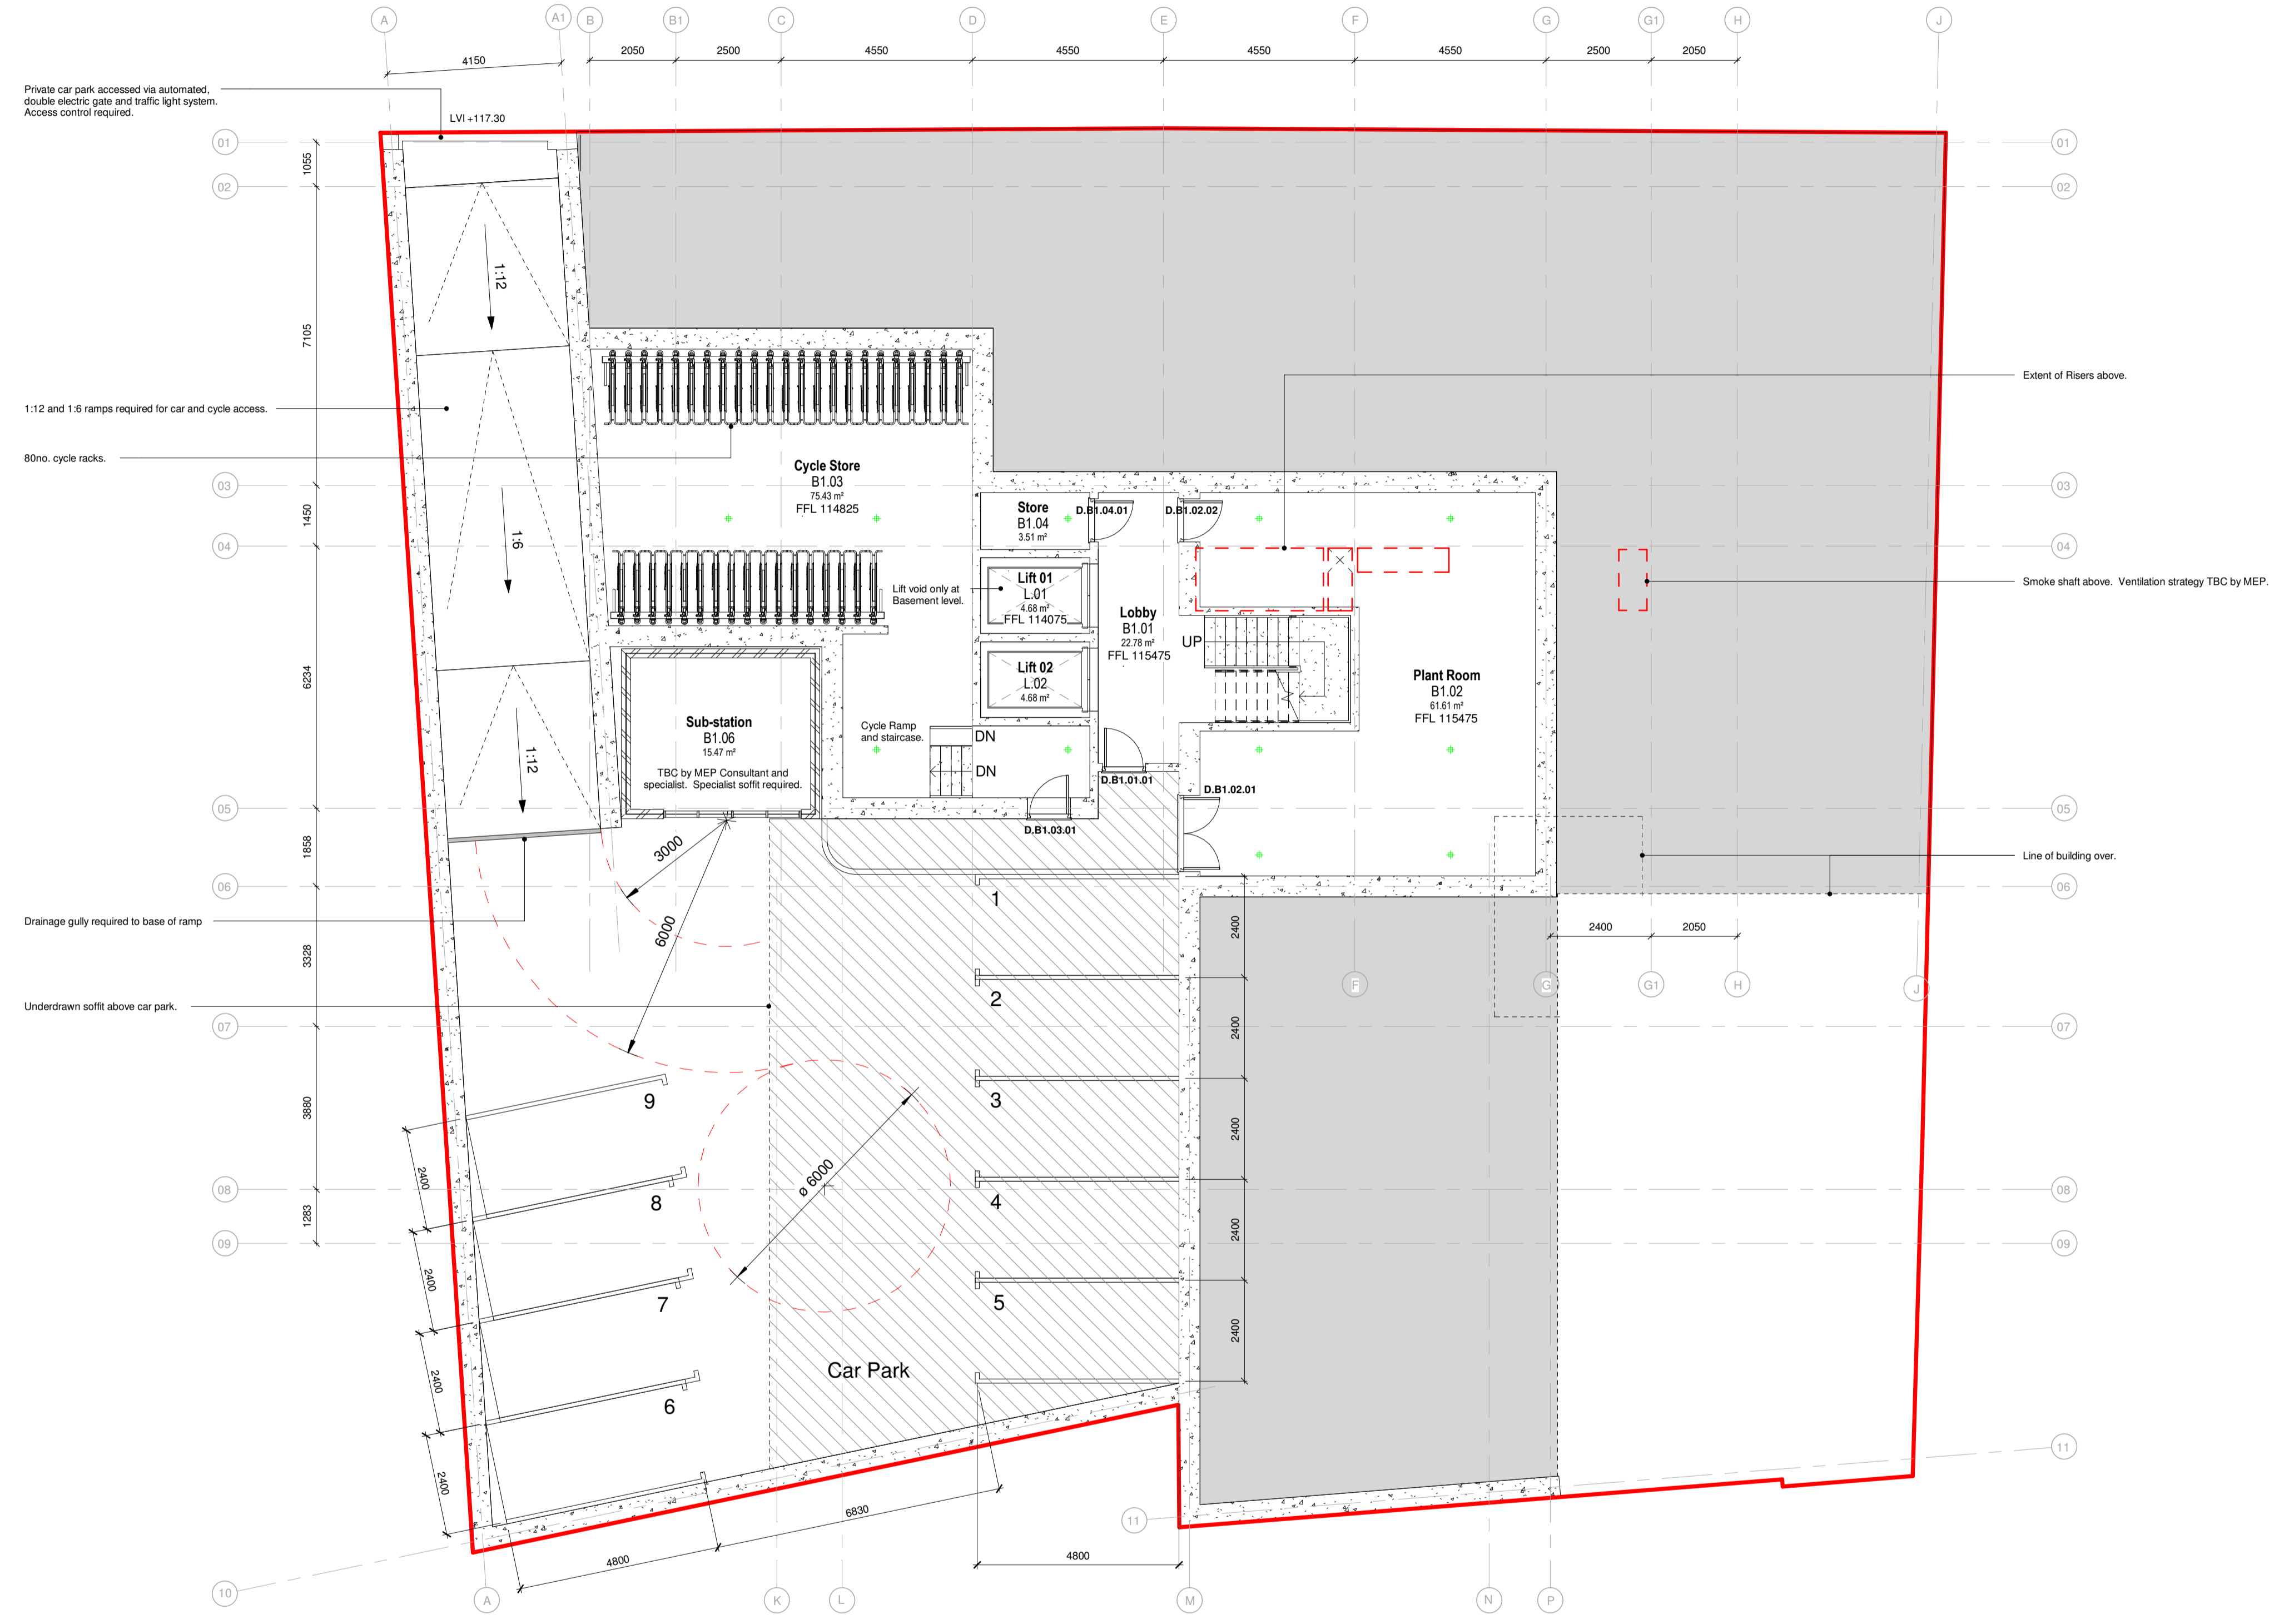 A
A1
B
B1
C
D
E
F
G
G1
H
J
2050
2500
4550
4550
4550
4550
2500
2050
4150
Private car park accessed via automated,
double electric gate and traffic light system.
Access control required.
LVl +117.30
01
01
1055
02
02
1:12
7105
Extent of Risers above.
1:12 and 1:6 ramps required for car and cycle access.
80no. cycle racks.
Cycle Store
B1.03
75.43 m²
FFL 114825
03
03
1450
Store
B1.04
3.51 m²
D.B1.04.01
D.B1.02.02
1:6
04
04
Lift void only at
Basement level.
Lift 01
L.01
4.68 m²
FFL 114075
Smoke shaft above.  Ventilation strategy TBC by MEP.
Lobby
B1.01
22.78 m²
FFL 115475
UP
6234
Lift 02
L.02
4.68 m²
Plant Room
B1.02
61.61 m²
FFL 115475
Sub-station
B1.06
15.47 m²
TBC by MEP Consultant and
specialist.  Specialist soffit required.
Cycle Ramp
and staircase.
DN
DN
1:12
D.B1.01.01
D.B1.02.01
D.B1.03.01
05
05
1858
3000
Line of building over.
06
06
1
Drainage gully required to base of ramp
6000
2400
2400
2050
3328
F
G
G1
H
J
2
Underdrawn soffit above car park.
07
07
2400
9
3
3880
2400
2400
ø 6000
08
08
8
4
1283
2400
09
09
2400
7
5
2400
2400
Car Park
6
11
2400
6830
11
4800
4800
10
A
K
L
M
N
P